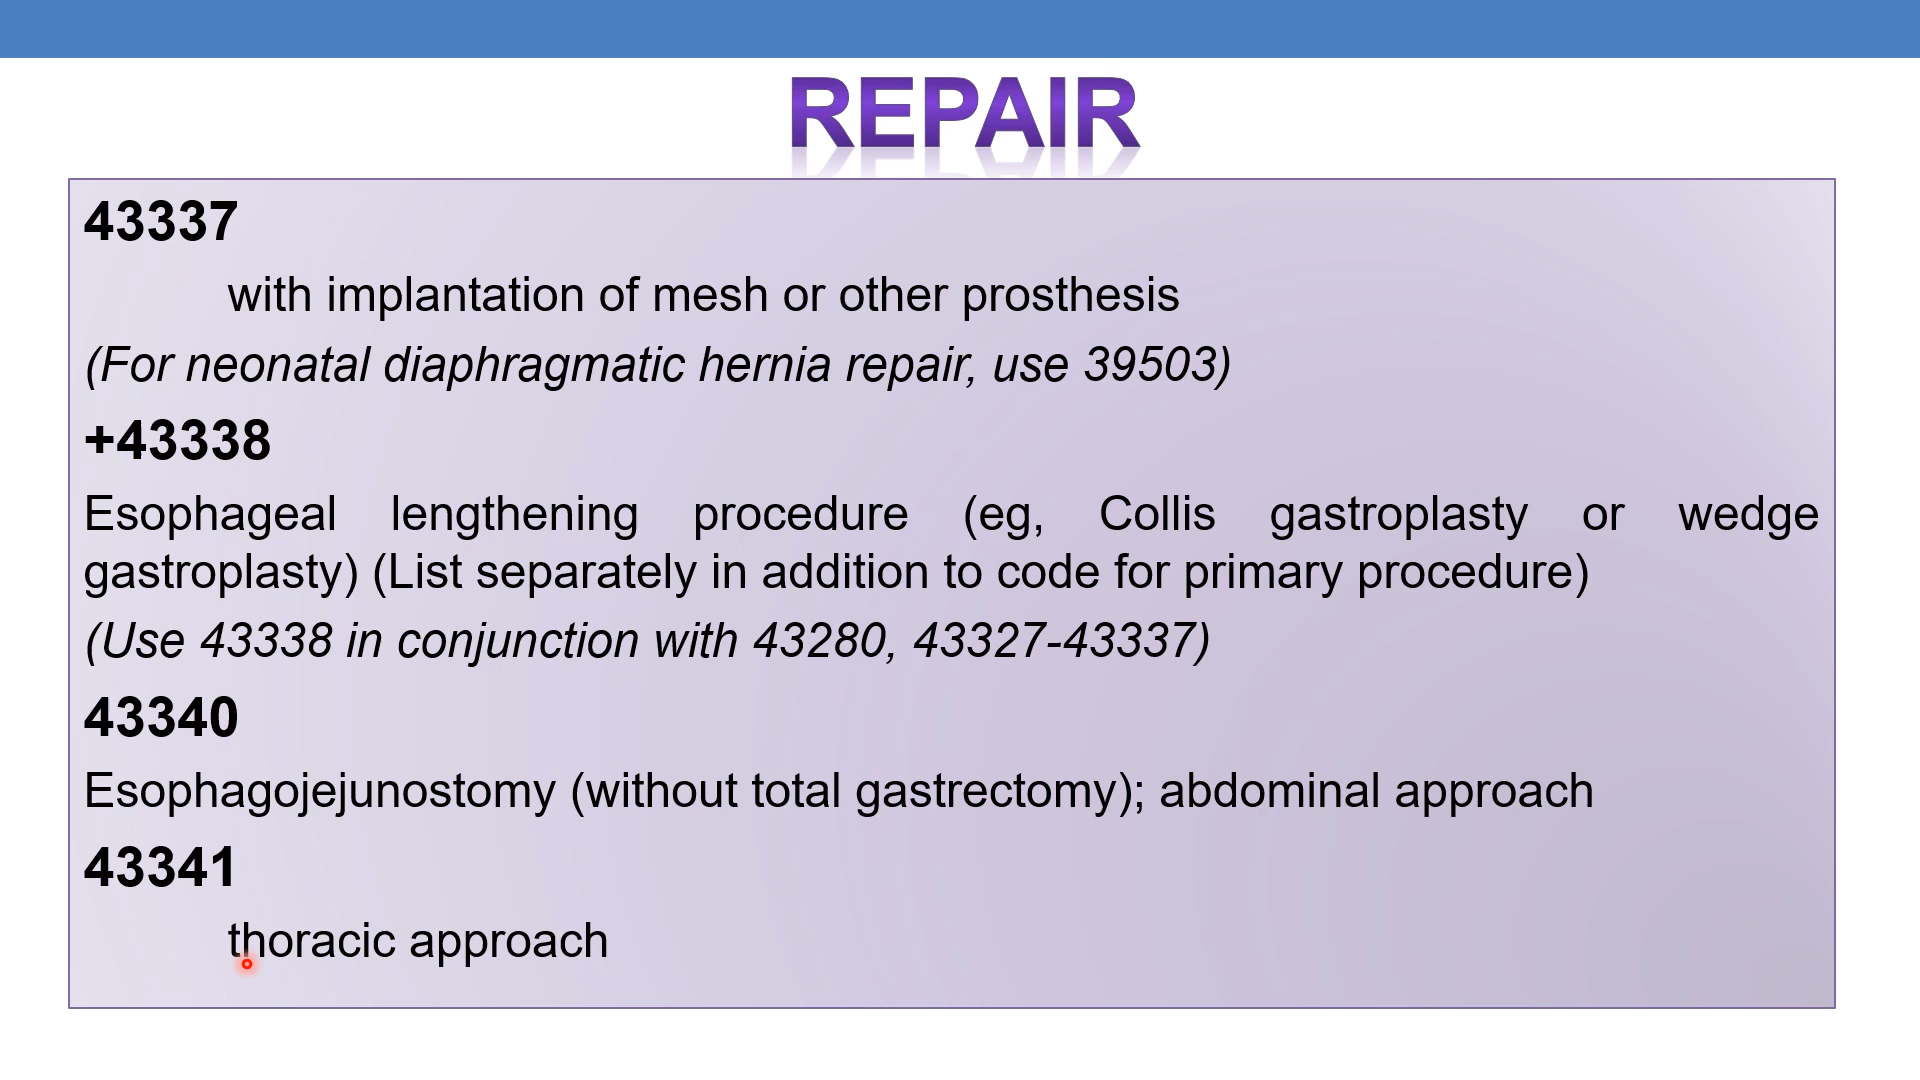 REPAIR
43337
with implantation of mesh or other prosthesis
(For neonatal diaphragmatic hernia repair, use 39503)
+43338
Esophageal lengthening procedure (eg, Collis gastroplasty or wedge
gastroplasty) (List separately in addition to code for primary procedure)
(Use 43338 in conjunction with 43280, 43327-43337)
43340
Esophagojejunostomy (without total gastrectomy); abdominal approach
43341
thoracic approach